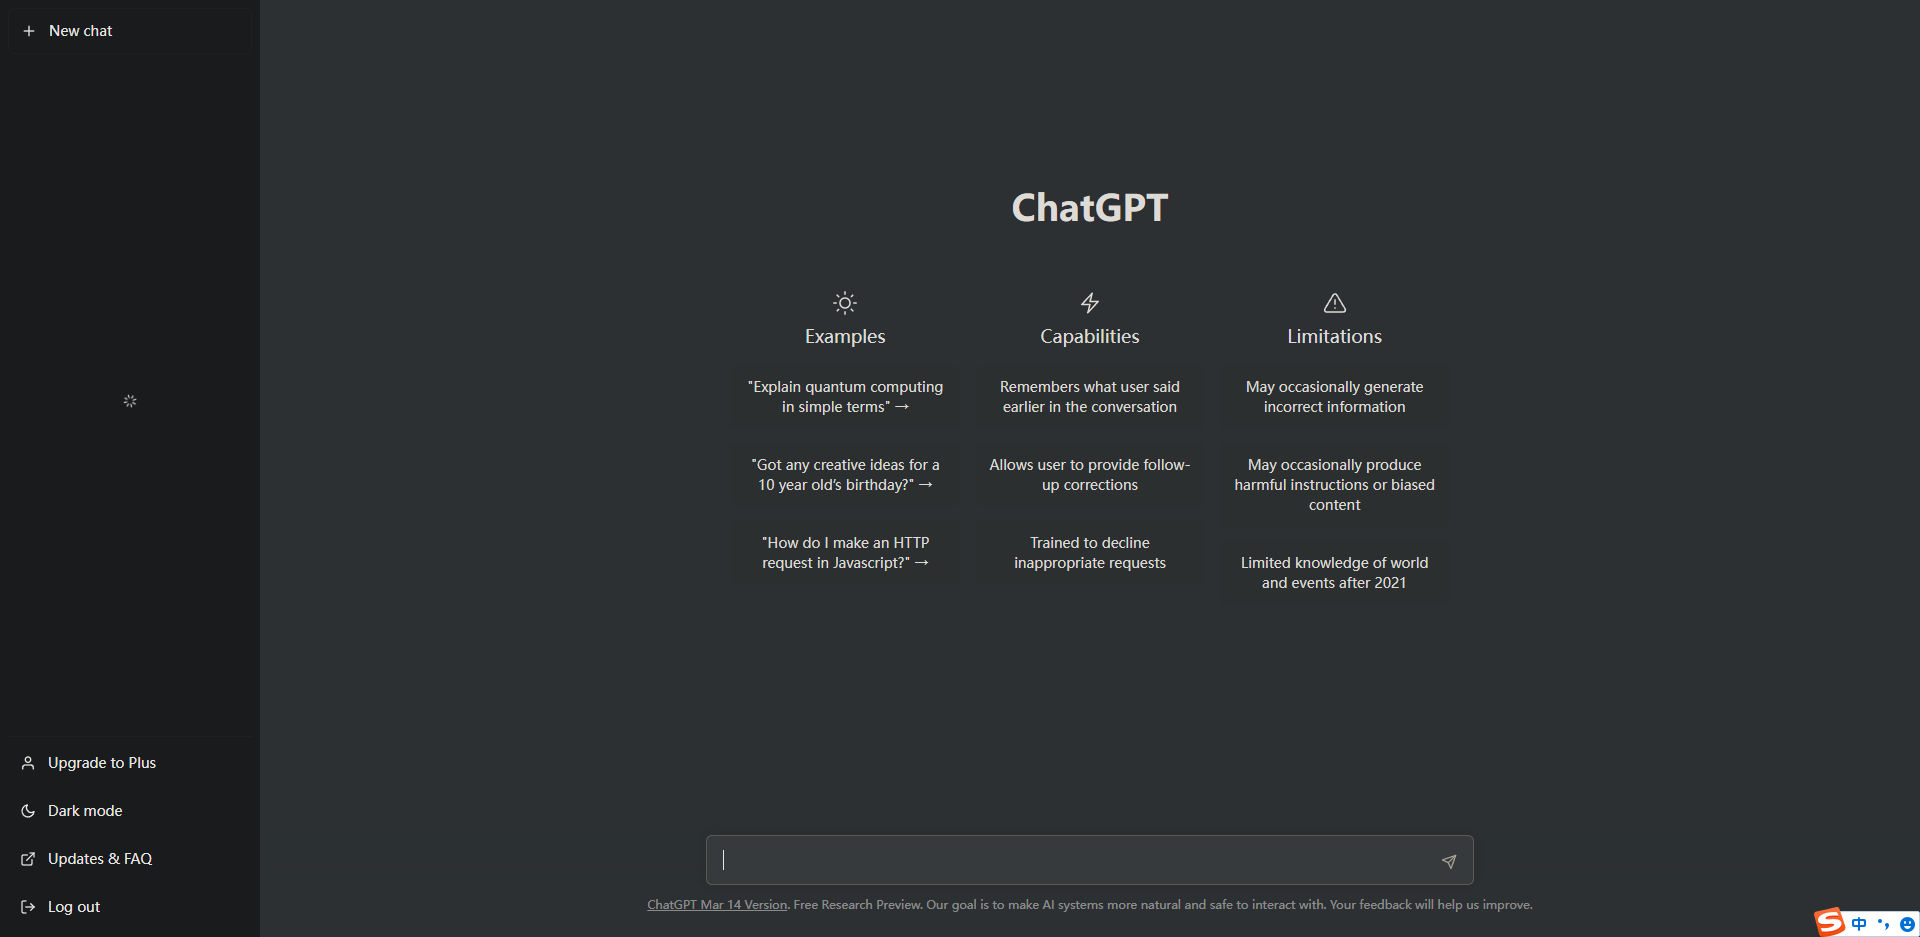 New chat
ChatGPT
Examples
"Explain quantum computing
in simple terms" →
"Got any creative ideas for a
10 year old’s birthday?" →
"How do I make an HTTP
request in Javascript?" →
Capabilities
Remembers what user said
earlier in the conversation
Allows user to provide follow-
up corrections
Trained to decline
inappropriate requests
Limitations
May occasionally generate
incorrect information
May occasionally produce
harmful instructions or biased
content
Limited knowledge of world
and events after 2021
Upgrade to Plus
Dark mode
Updates & FAQ
Log out
ChatGPT Mar 14 Version. Free Research Preview. Our goal is to make AI systems more natural and safe to interact with. Your feedback will help us improve.
S 中